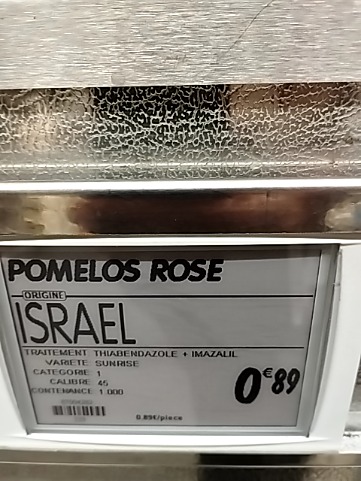 POMELOS ROSE
ORIGINE
ISRAEL
TRAITEMENT THIABENDAZOLE + IMAZALIL
VARIETE SUNRISE
CATEGORIE 1
CALIBRE 45
CONTENANCE 1.000
0€89
0.89€/piece